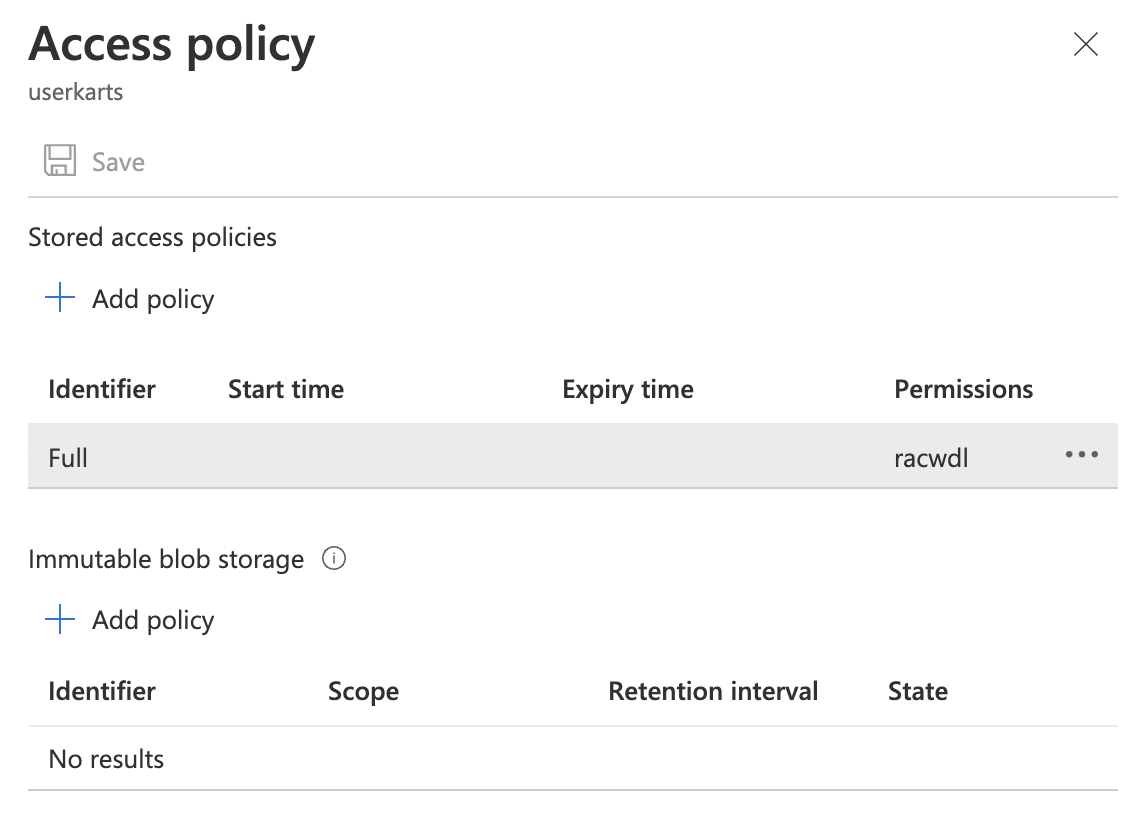 Access policy
userkarts
Save
Stored access policies
Add policy
Identifier Start time Expiry time Permissions
Full racwdl
Immutable blob storage
Add policy
Identifier Scope Retention interval State
No results